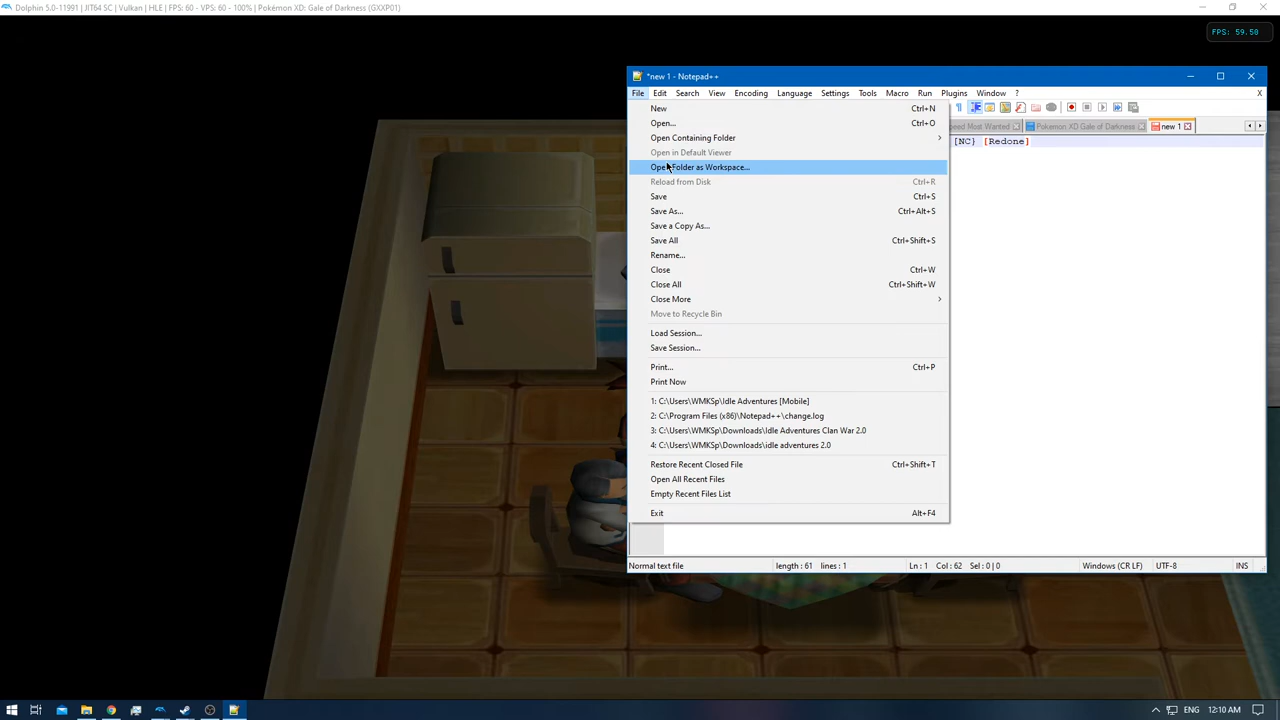 Dolphin 5.0-11991 | JIT64 SC | Vulkan | HLE | FPS: 60 - VPS: 60 - 100% | Pokémon XD: Gale of Darkness (GXXP01)
FPS: 59.50
*new 1 - Notepad++
File Edit Search View Encoding Language Settings Tools Macro Run Plugins Window ? X
Most Wanted Pokemon XD Gale of Darkness new 1
[NC} [Redone]
New Ctrl+N
Open... Ctrl+O
Open Containing Folder
Open in Default Viewer
Open Folder as Workspace...
Reload from Disk Ctrl+R
Save Ctrl+S
Save As... Ctrl+Alt+S
Save a Copy As...
Save All Ctrl+Shift+S
Rename...
Close Ctrl+W
Close All Ctrl+Shift+W
Close More
Move to Recycle Bin
Load Session...
Save Session...
Print... Ctrl+P
Print Now
1: C:\Users\WMKSp\Idle Adventures [Mobile]
2: C:\Program Files (x86)\Notepad++\change.log
3: C:\Users\WMKSp\Downloads\Idle Adventures Clan War 2.0
4: C:\Users\WMKSp\Downloads\idle adventures 2.0
Restore Recent Closed File Ctrl+Shift+T
Open All Recent Files
Empty Recent Files List
Exit Alt+F4
Normal text file length : 61 lines : 1 Ln : 1 Col : 62 Sel : 0 | 0 Windows (CR LF) UTF-8 INS
ENG 12:10 AM